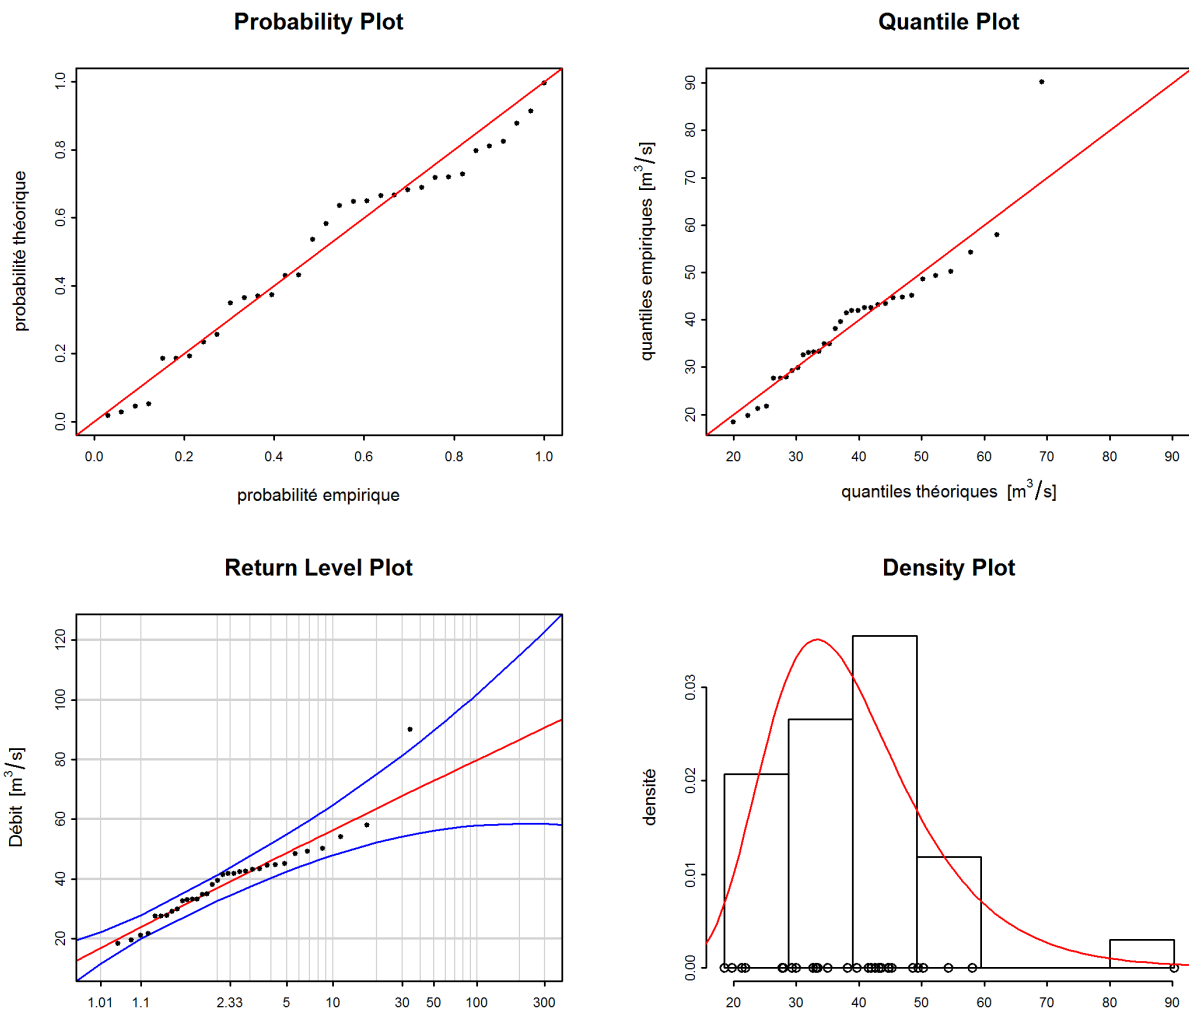 Probability Plot
probabilité théorique
0.0 0.2 0.4 0.6 0.8 1.0
0.0 0.2 0.4 0.6 0.8 1.0
probabilité empirique
Quantile Plot
quantiles empiriques [m³/s]
20 30 40 50 60 70 80 90
20 30 40 50 60 70 80 90
quantiles théoriques [m³/s]
Return Level Plot
Débit [m³/s]
20 40 60 80 100 120
1.01 1.1 2.33 5 10 30 50 100 300
Density Plot
densité
0.00 0.01 0.02 0.03
20 30 40 50 60 70 80 90